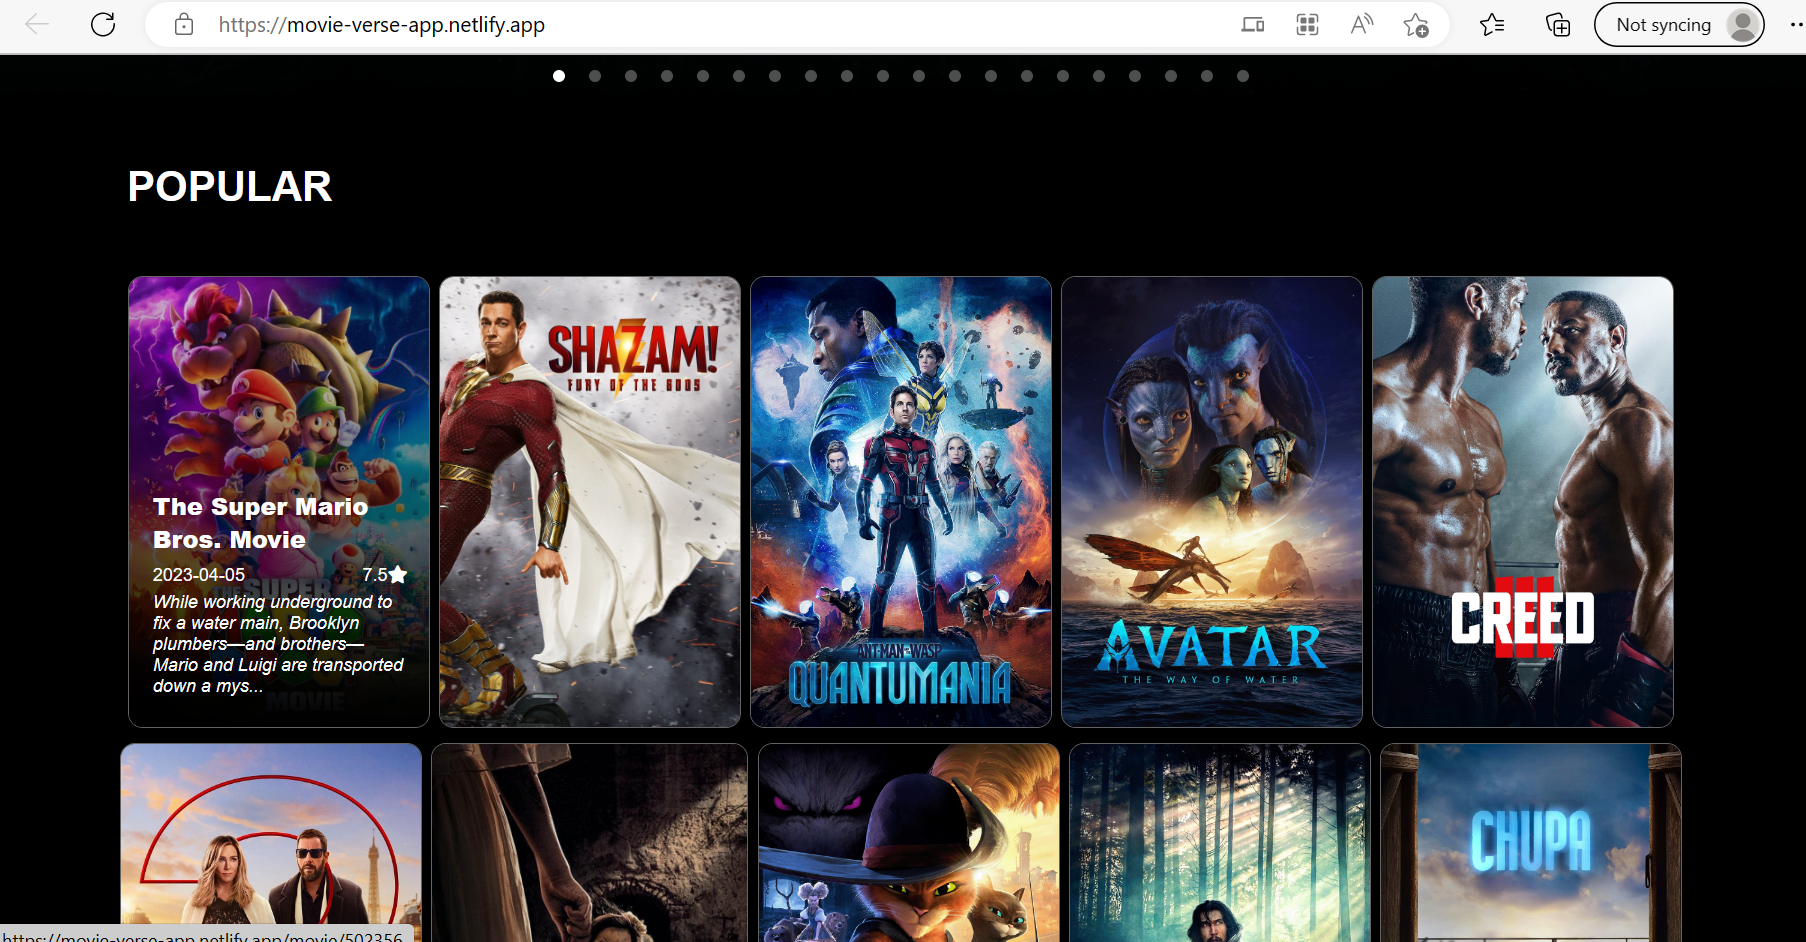 https://movie-verse-app.netlify.app
Not syncing
POPULAR
The Super Mario
Bros. Movie
2023-04-05 7.5
While working underground to
fix a water main, Brooklyn
plumbers—and brothers—
Mario and Luigi are transported
down a mys...
SUPER
MOVIE
SHAZAM!
FURY OF THE GODS
ANT-MAN AND THE WASP
QUANTUMANIA
AVATAR
THE WAY OF WATER
CREED
III
CHUPA
https://movie-verse-app.netlify.app/movie/502356